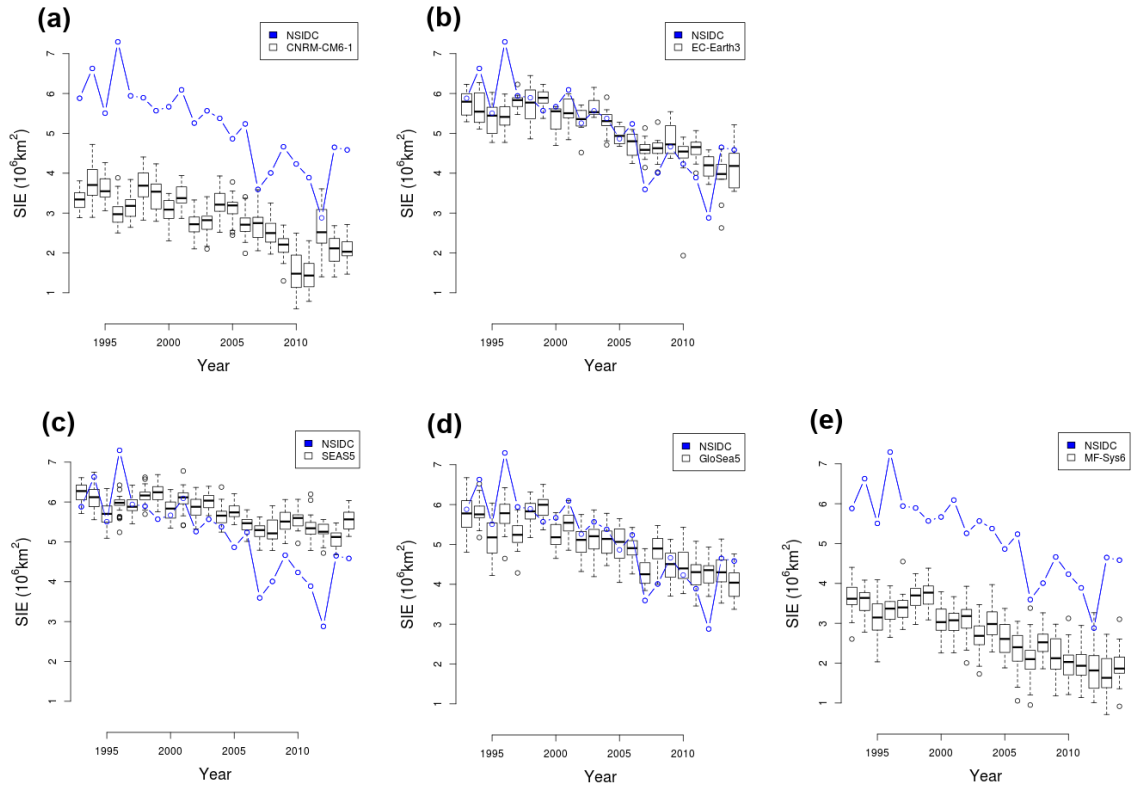 (a)
NSIDC
CNRM-CM6-1
SIE (10⁶km²)
7
6
5
4
3
2
1
1995 2000 2005 2010
Year
(b)
NSIDC
EC-Earth3
SIE (10⁶km²)
7
6
5
4
3
2
1
1995 2000 2005 2010
Year
(c)
NSIDC
SEAS5
SIE (10⁶km²)
7
6
5
4
3
2
1
1995 2000 2005 2010
Year
(d)
NSIDC
GloSea5
SIE (10⁶km²)
7
6
5
4
3
2
1
1995 2000 2005 2010
Year
(e)
NSIDC
MF-Sys6
SIE (10⁶km²)
7
6
5
4
3
2
1
1995 2000 2005 2010
Year